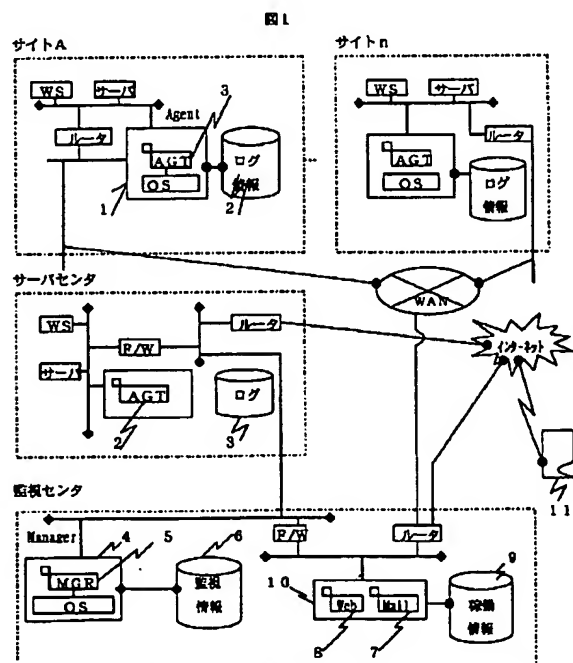 図1
サイトA
サイトn
WS
サーバ
ルータ
Agent
3
AGT
OS
ログ
情報
1
2
WS
サーバ
ルータ
AGT
OS
ログ
情報
WAN
サーバセンタ
WS
F/W
ルータ
サーバ
AGT
ログ
2
3
インターネット
11
監視センタ
Manager
4
5
6
MGR
OS
監視
情報
F/W
ルータ
10
Web
Mail
8
7
9
稼働
情報